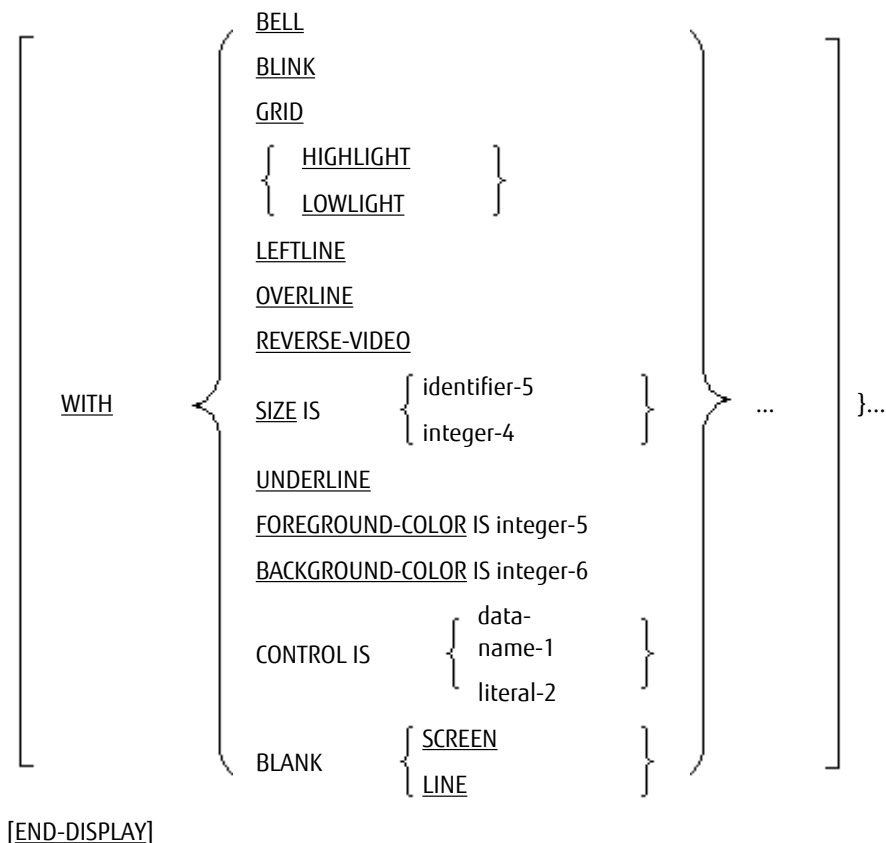 BELL
BLINK
GRID
HIGHLIGHT
LOWLIGHT
LEFTLINE
OVERLINE
REVERSE-VIDEO
identifier-5
WITH SIZE IS ... }...
integer-4
UNDERLINE
FOREGROUND-COLOR IS integer-5
BACKGROUND-COLOR IS integer-6
data-
CONTROL IS name-1
literal-2
SCREEN
BLANK
LINE
[END-DISPLAY]